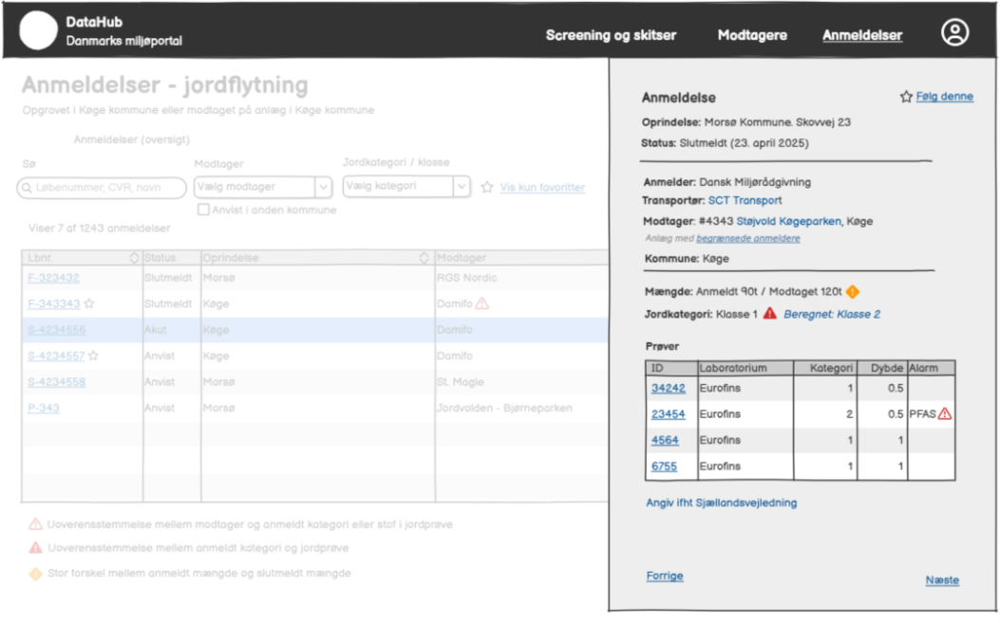 DataHub
Danmarks miljøportal
Screening og skitser Modtagere Anmeldelser
Anmeldelser - jordflytning
Opgravet i Køge kommune eller modtaget på anlæg i Køge kommune
Anmeldelser (oversigt)
Sø Modtager Jordkategori / klasse
Løbenummer, CVR, navn Vælg modtager Vælg kategori Vis kun favoritter
Anvist i anden kommune
Viser 7 af 1243 anmeldelser
Lbnr. Status Oprindelse Modtager
F-323432 Slutmeldt Morsø RGS Nordic
F-343343 Slutmeldt Køge Damifo
S-4234556 Akut Køge Damifo
S-4234557 Anvist Køge Damifo
S-4234558 Anvist Morsø St. Magle
P-343 Anvist Morsø Jordvolden - Bjørneparken
Uoverensstemmelse mellem modtager og anmeldt kategori eller stof i jordprøve
Uoverensstemmelse mellem anmeldt kategori og jordprøve
Stor forskel mellem anmeldt mængde og slutmeldt mængde
Anmeldelse Følg denne
Oprindelse: Morsø Kommune. Skovvej 23
Status: Slutmeldt (23. april 2025)
Anmelder: Dansk Miljørådgivning
Transportør: SCT Transport
Modtager: #4343 Støjvold Køgeparken, Køge
Anlæg med begrænsede anmeldere
Kommune: Køge
Mængde: Anmeldt 90t / Modtaget 120t
Jordkategori: Klasse 1 Beregnet: Klasse 2
Prøver
ID Laboratorium Kategori Dybde Alarm
34242 Eurofins 1 0.5
23454 Eurofins 2 0.5 PFAS
4564 Eurofins 1 1
6755 Eurofins 1 1
Angiv ifht Sjællandsvejledning
Forrige Næste